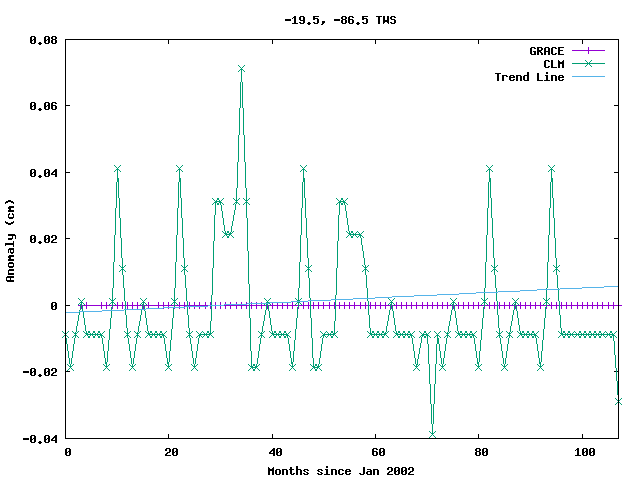 -19.5, -86.5 TWS
0.08
GRACE
CLM
Trend Line
0.06
0.04
0.02
0
-0.02
-0.04
Anomaly (cm)
0 20 40 60 80 100
Months since Jan 2002